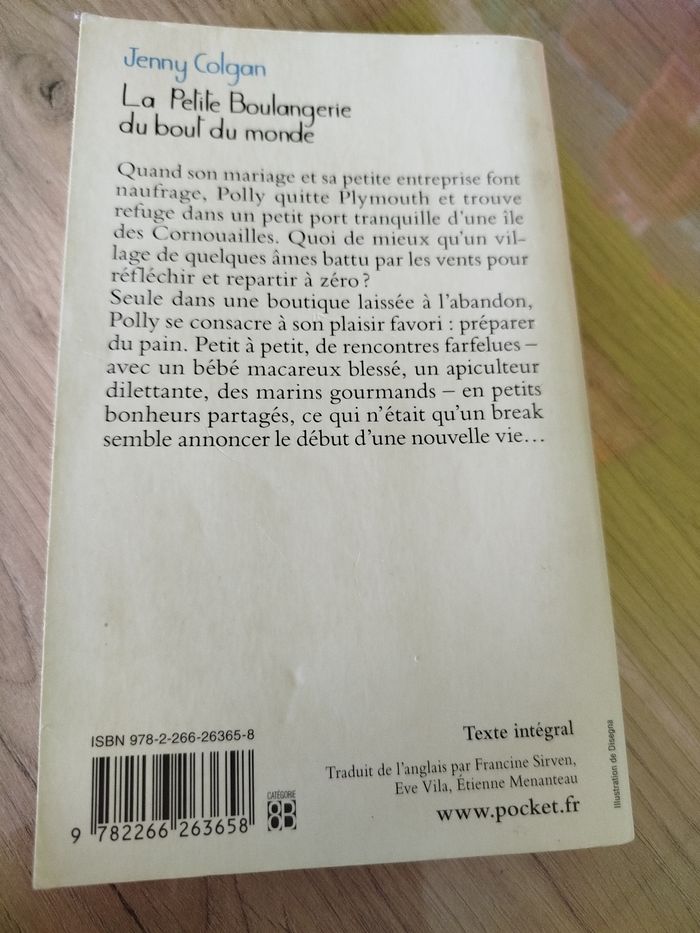 Jenny Colgan
La Petite Boulangerie
du bout du monde
Quand son mariage et sa petite entreprise font
naufrage, Polly quitte Plymouth et trouve
refuge dans un petit port tranquille d'une île
des Cornouailles. Quoi de mieux qu'un vil-
lage de quelques âmes battu par les vents pour
réfléchir et repartir à zéro ?
Seule dans une boutique laissée à l'abandon,
Polly se consacre à son plaisir favori : préparer
du pain. Petit à petit, de rencontres farfelues –
avec un bébé macareux blessé, un apiculteur
dilettante, des marins gourmands – en petits
bonheurs partagés, ce qui n'était qu'un break
semble annoncer le début d'une nouvelle vie…
ISBN 978-2-266-26365-8
9 782266 263658
CATÉGORIE
Texte intégral
Traduit de l'anglais par Francine Sirven,
Eve Vila, Étienne Menanteau
www.pocket.fr
Illustration de Disegna